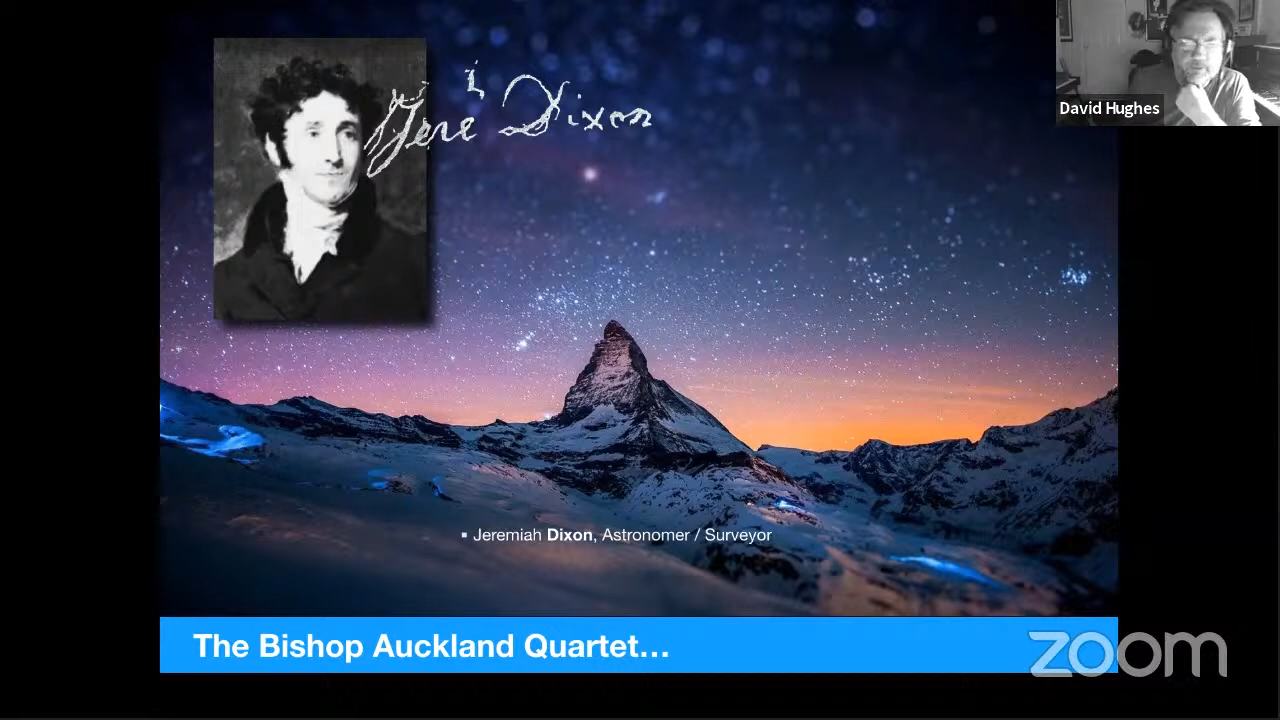 Jere Dixon
David Hughes
▪ Jeremiah Dixon, Astronomer / Surveyor
The Bishop Auckland Quartet...
zoom